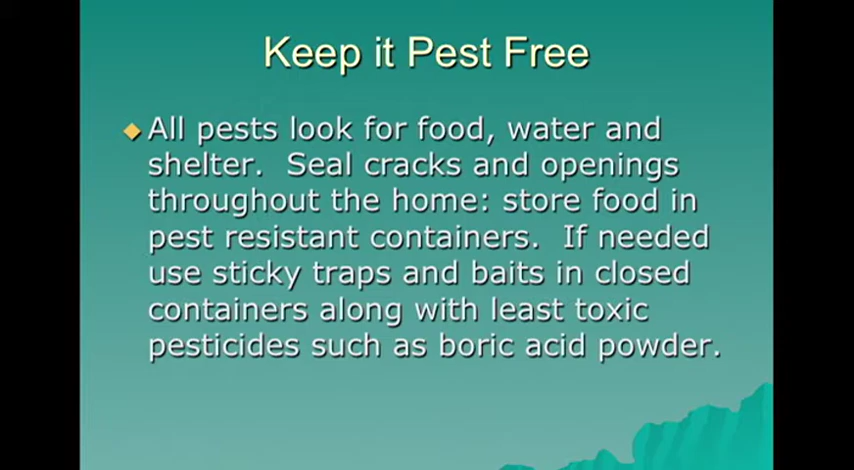 Keep it Pest Free
All pests look for food, water and
shelter.  Seal cracks and openings
throughout the home: store food in
pest resistant containers.  If needed
use sticky traps and baits in closed
containers along with least toxic
pesticides such as boric acid powder.